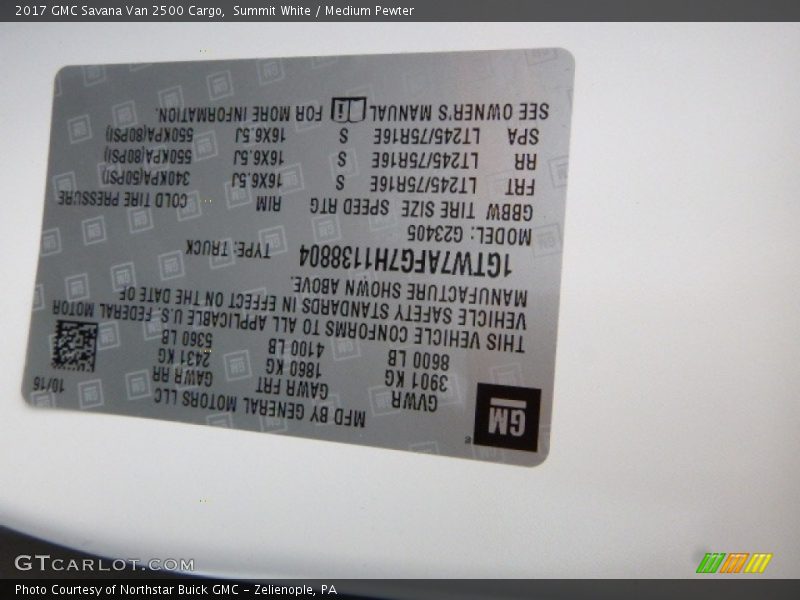 2017 GMC Savana Van 2500 Cargo,  Summit White / Medium Pewter
GM
MFD BY GENERAL MOTORS LLC
10/16
GVWR GAWR FRT GAWR RR
3901 KG 1860 KG 2431 KG
8600 LB 4100 LB 5360 LB
THIS VEHICLE CONFORMS TO ALL APPLICABLE U.S. FEDERAL MOTOR
VEHICLE SAFETY STANDARDS IN EFFECT ON THE DATE OF
MANUFACTURE SHOWN ABOVE.
1GTW7AFG7H1138804 TYPE: TRUCK
MODEL: G23405
GBBW TIRE SIZE SPEED RTG RIM COLD TIRE PRESSURE
FRT LT245/75R16E S 16X6.5J 340KPA(50PSI)
RR LT245/75R16E S 16X6.5J 550KPA(80PSI)
SPA LT245/75R16E S 16X6.5J 550KPA(80PSI)
SEE OWNER'S MANUAL FOR MORE INFORMATION.
GTCARLOT.COM
Photo Courtesy of Northstar Buick GMC – Zelienople, PA